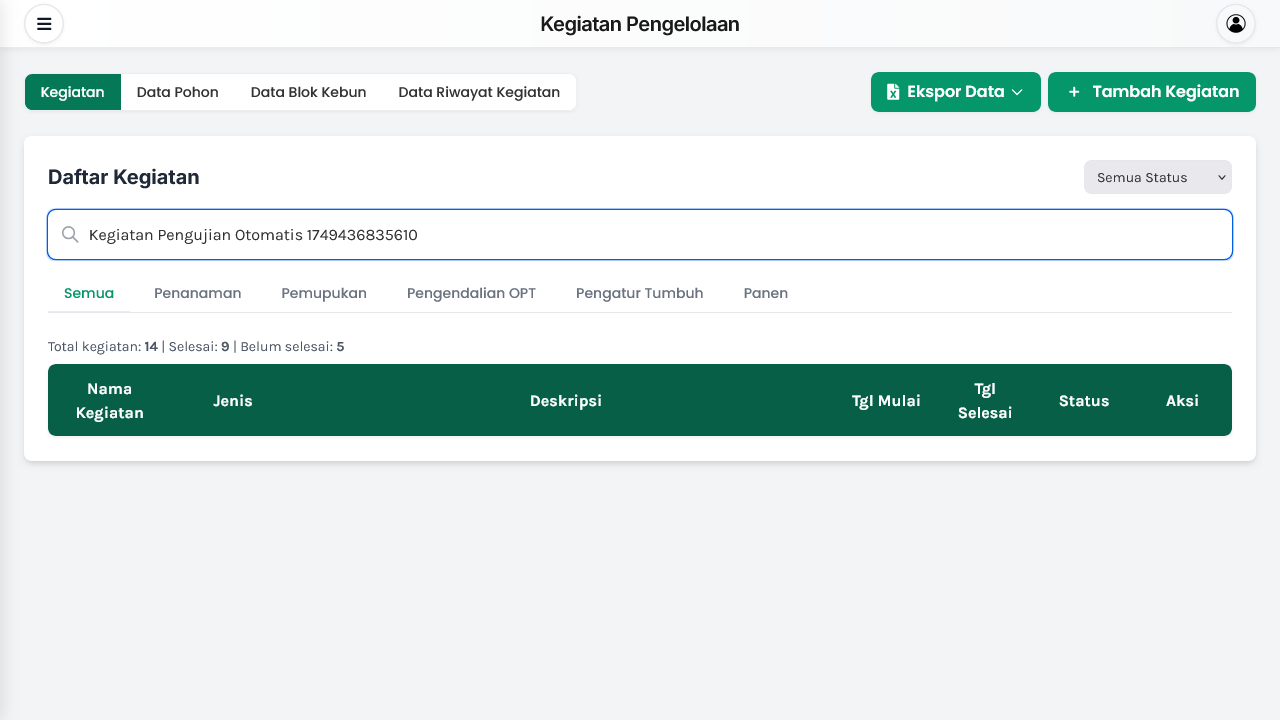 Kegiatan Pengelolaan
Kegiatan
Data Pohon
Data Blok Kebun
Data Riwayat Kegiatan
Ekspor Data
+ Tambah Kegiatan
Daftar Kegiatan
Semua Status
Kegiatan Pengujian Otomatis 1749436835610
Semua
Penanaman
Pemupukan
Pengendalian OPT
Pengatur Tumbuh
Panen
Total kegiatan: 14 | Selesai: 9 | Belum selesai: 5
Nama
Kegiatan
Jenis
Deskripsi
Tgl Mulai
Tgl
Selesai
Status
Aksi